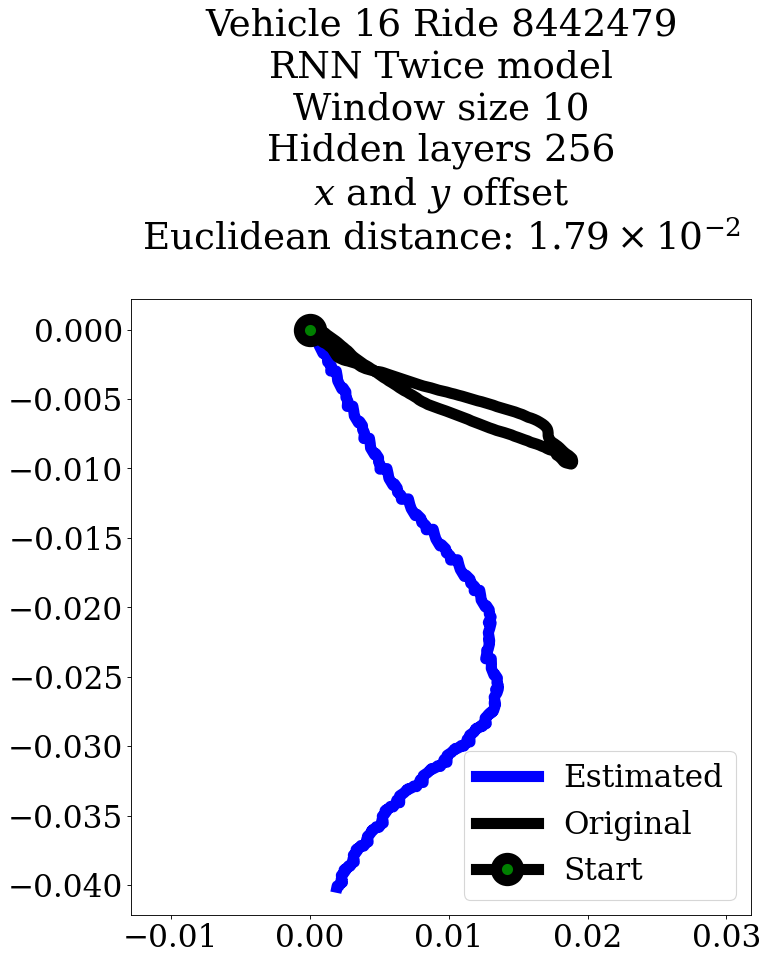 Vehicle 16 Ride 8442479
RNN Twice model
Window size 10
Hidden layers 256
x and y offset
Euclidean distance: 1.79 × 10⁻²
0.000
−0.005
−0.010
−0.015
−0.020
−0.025
−0.030
−0.035
−0.040
Estimated
Original
Start
−0.01 0.00 0.01 0.02 0.03